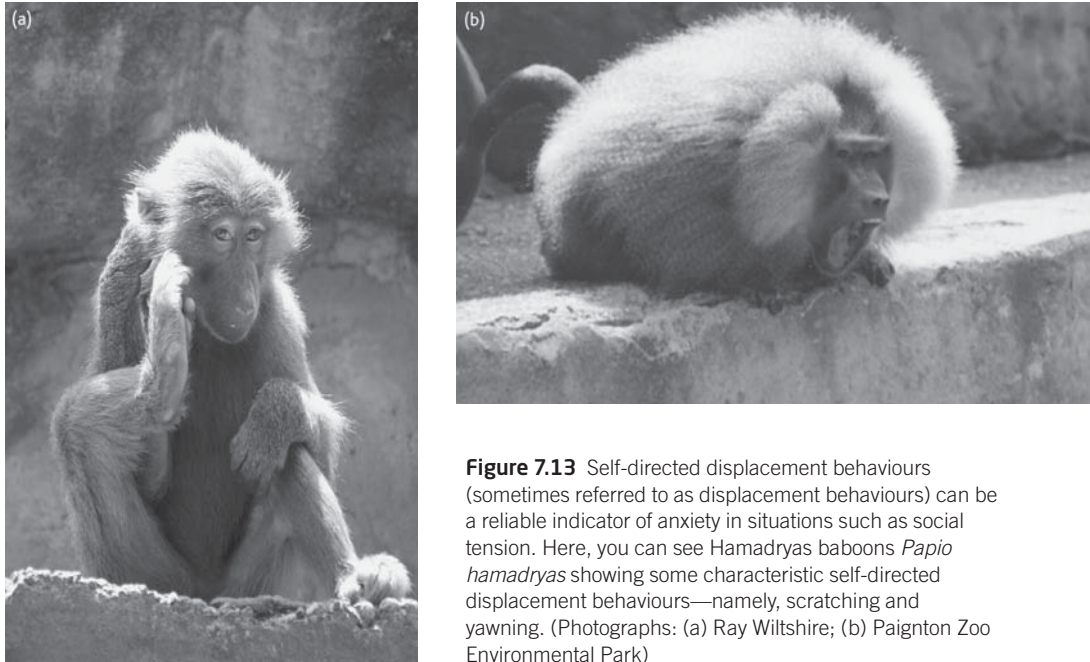 (a)
(b)
Figure 7.13 Self-directed displacement behaviours
(sometimes referred to as displacement behaviours) can be
a reliable indicator of anxiety in situations such as social
tension. Here, you can see Hamadryas baboons Papio
hamadryas showing some characteristic self-directed
displacement behaviours—namely, scratching and
yawning. (Photographs: (a) Ray Wiltshire; (b) Paignton Zoo
Environmental Park)